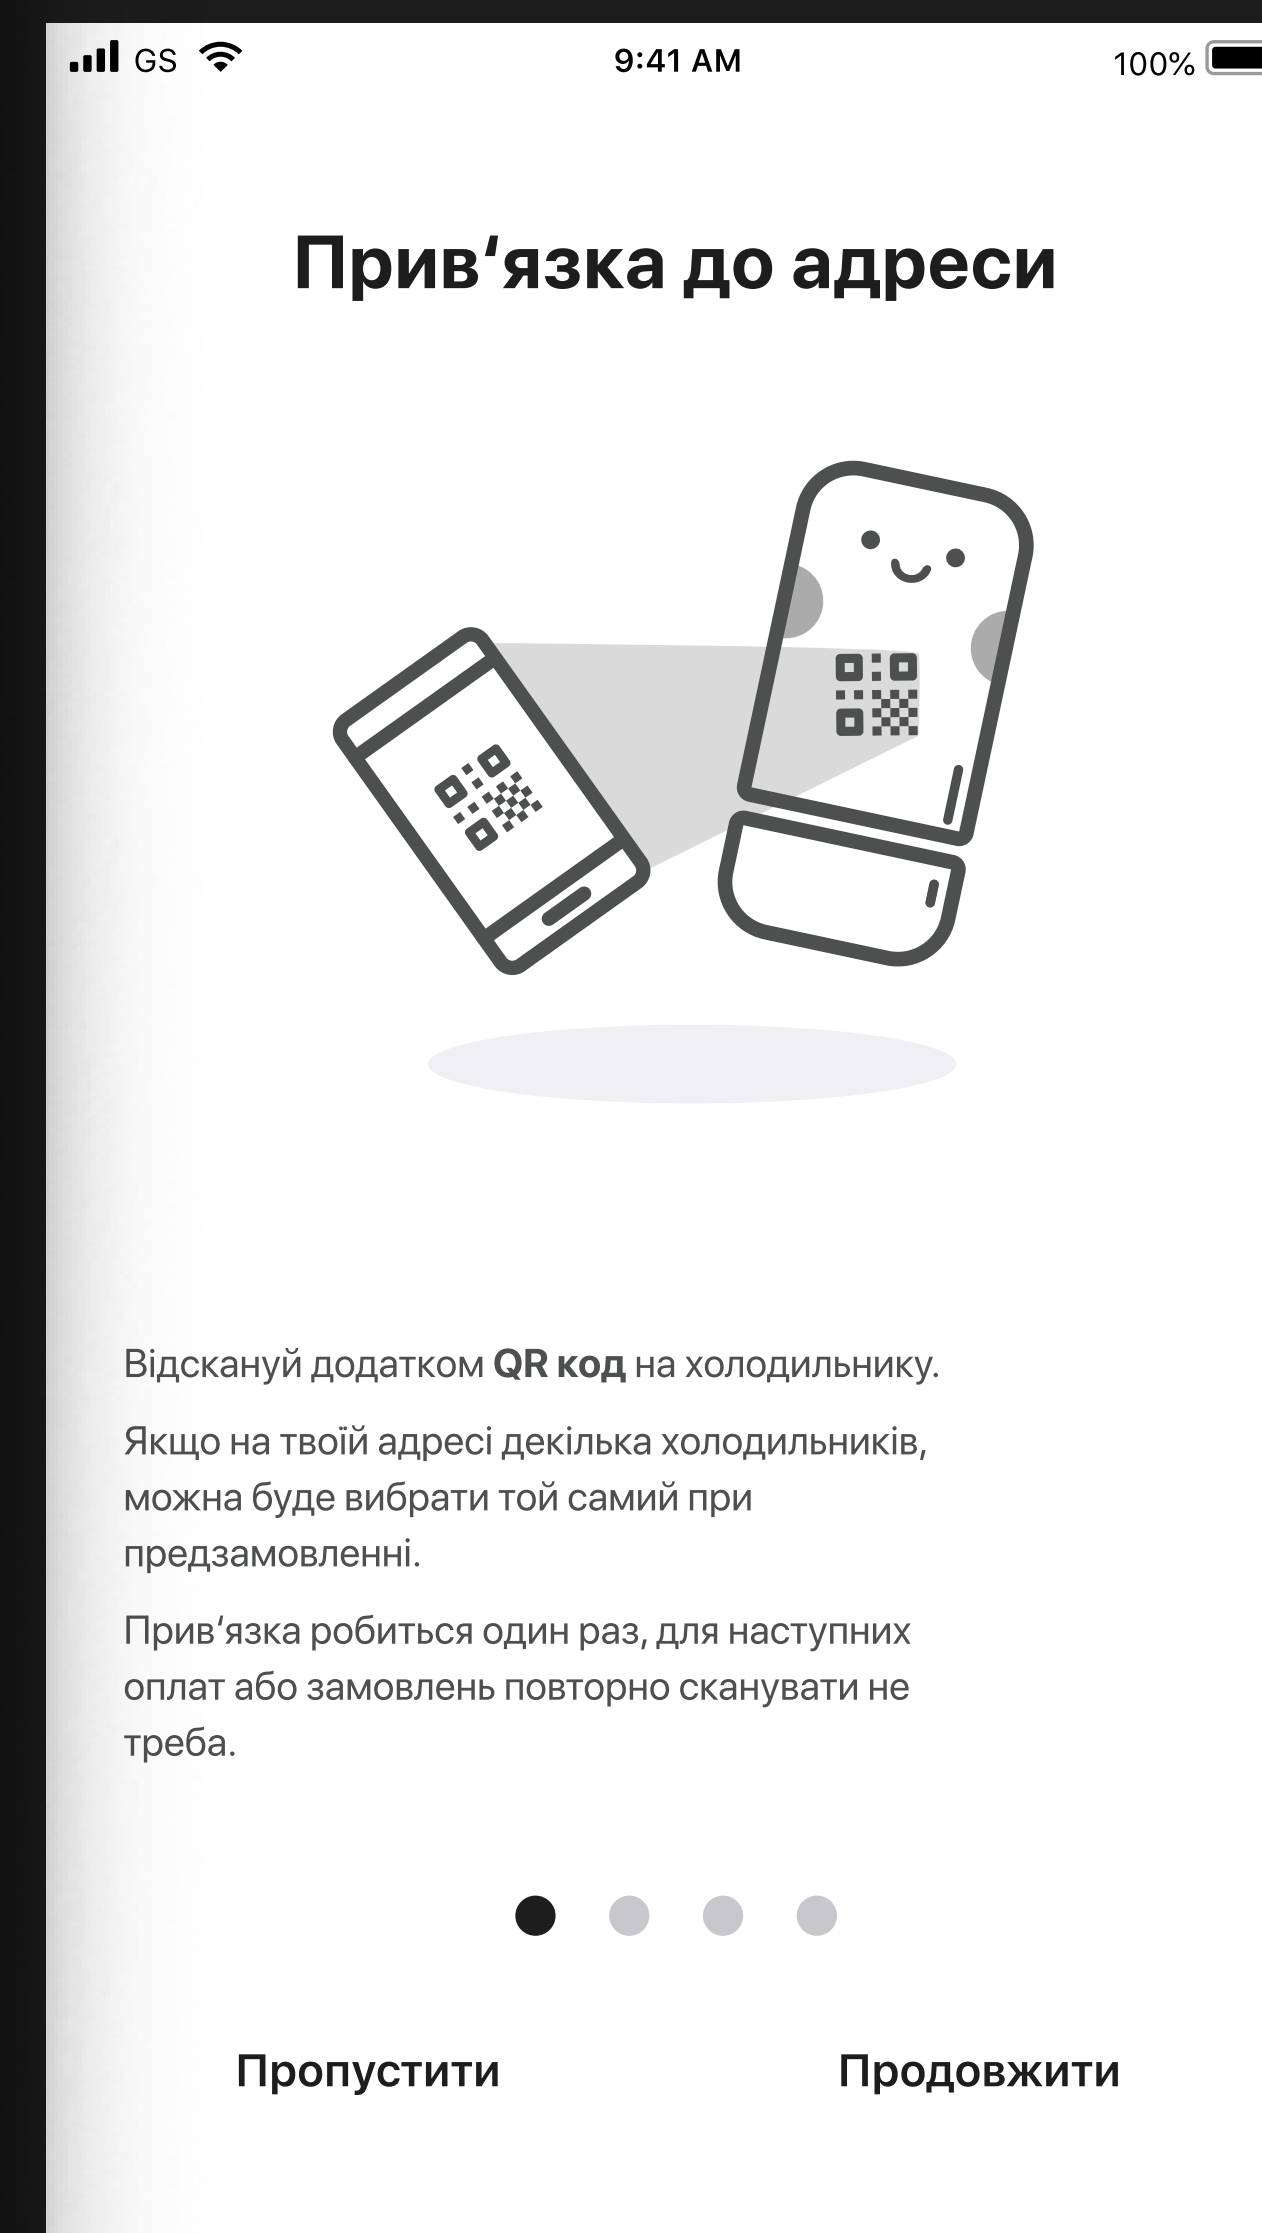 GS 9:41 AM 100%
Прив‘язка до адреси
Відскануй додатком QR код на холодильнику.
Якщо на твоїй адресі декілька холодильників,
можна буде вибрати той самий при
предзамовленні.
Прив‘язка робиться один раз, для наступних
оплат або замовлень повторно сканувати не
треба.
Пропустити Продовжити